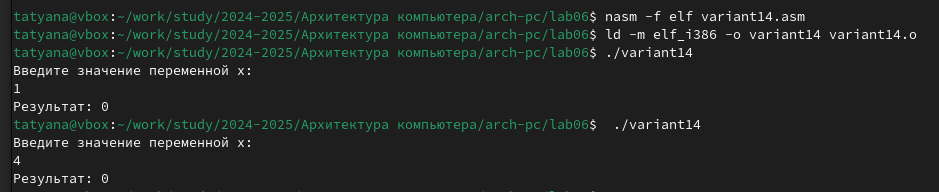 tatyana@vbox:~/work/study/2024-2025/Архитектура компьютера/arch-pc/lab06$ nasm -f elf variant14.asm
tatyana@vbox:~/work/study/2024-2025/Архитектура компьютера/arch-pc/lab06$ ld -m elf_i386 -o variant14 variant14.o
tatyana@vbox:~/work/study/2024-2025/Архитектура компьютера/arch-pc/lab06$ ./variant14
Введите значение переменной х:
1
Результат: 0
tatyana@vbox:~/work/study/2024-2025/Архитектура компьютера/arch-pc/lab06$  ./variant14
Введите значение переменной х:
4
Результат: 0